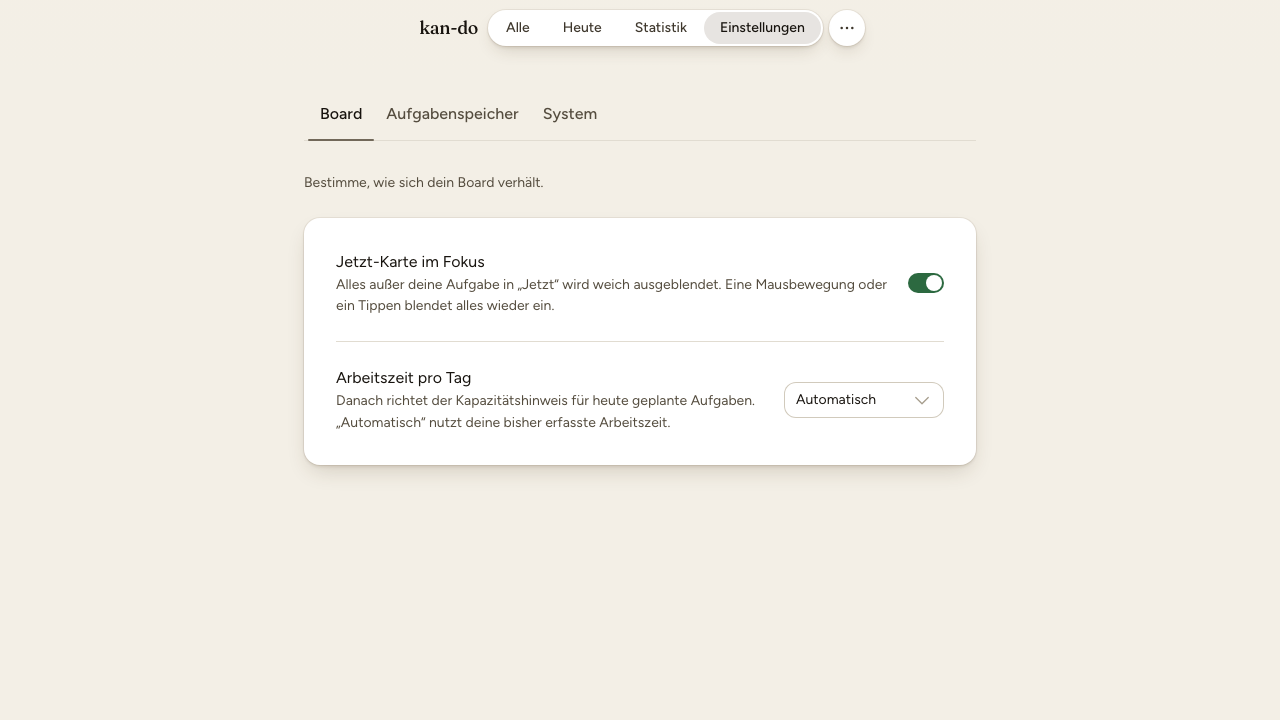 kan-do
Alle
Heute
Statistik
Einstellungen
Board
Aufgabenspeicher
System
Bestimme, wie sich dein Board verhält.
Jetzt-Karte im Fokus
Alles außer deine Aufgabe in „Jetzt“ wird weich ausgeblendet. Eine Mausbewegung oder
ein Tippen blendet alles wieder ein.
Arbeitszeit pro Tag
Danach richtet der Kapazitätshinweis für heute geplante Aufgaben.
„Automatisch“ nutzt deine bisher erfasste Arbeitszeit.
Automatisch